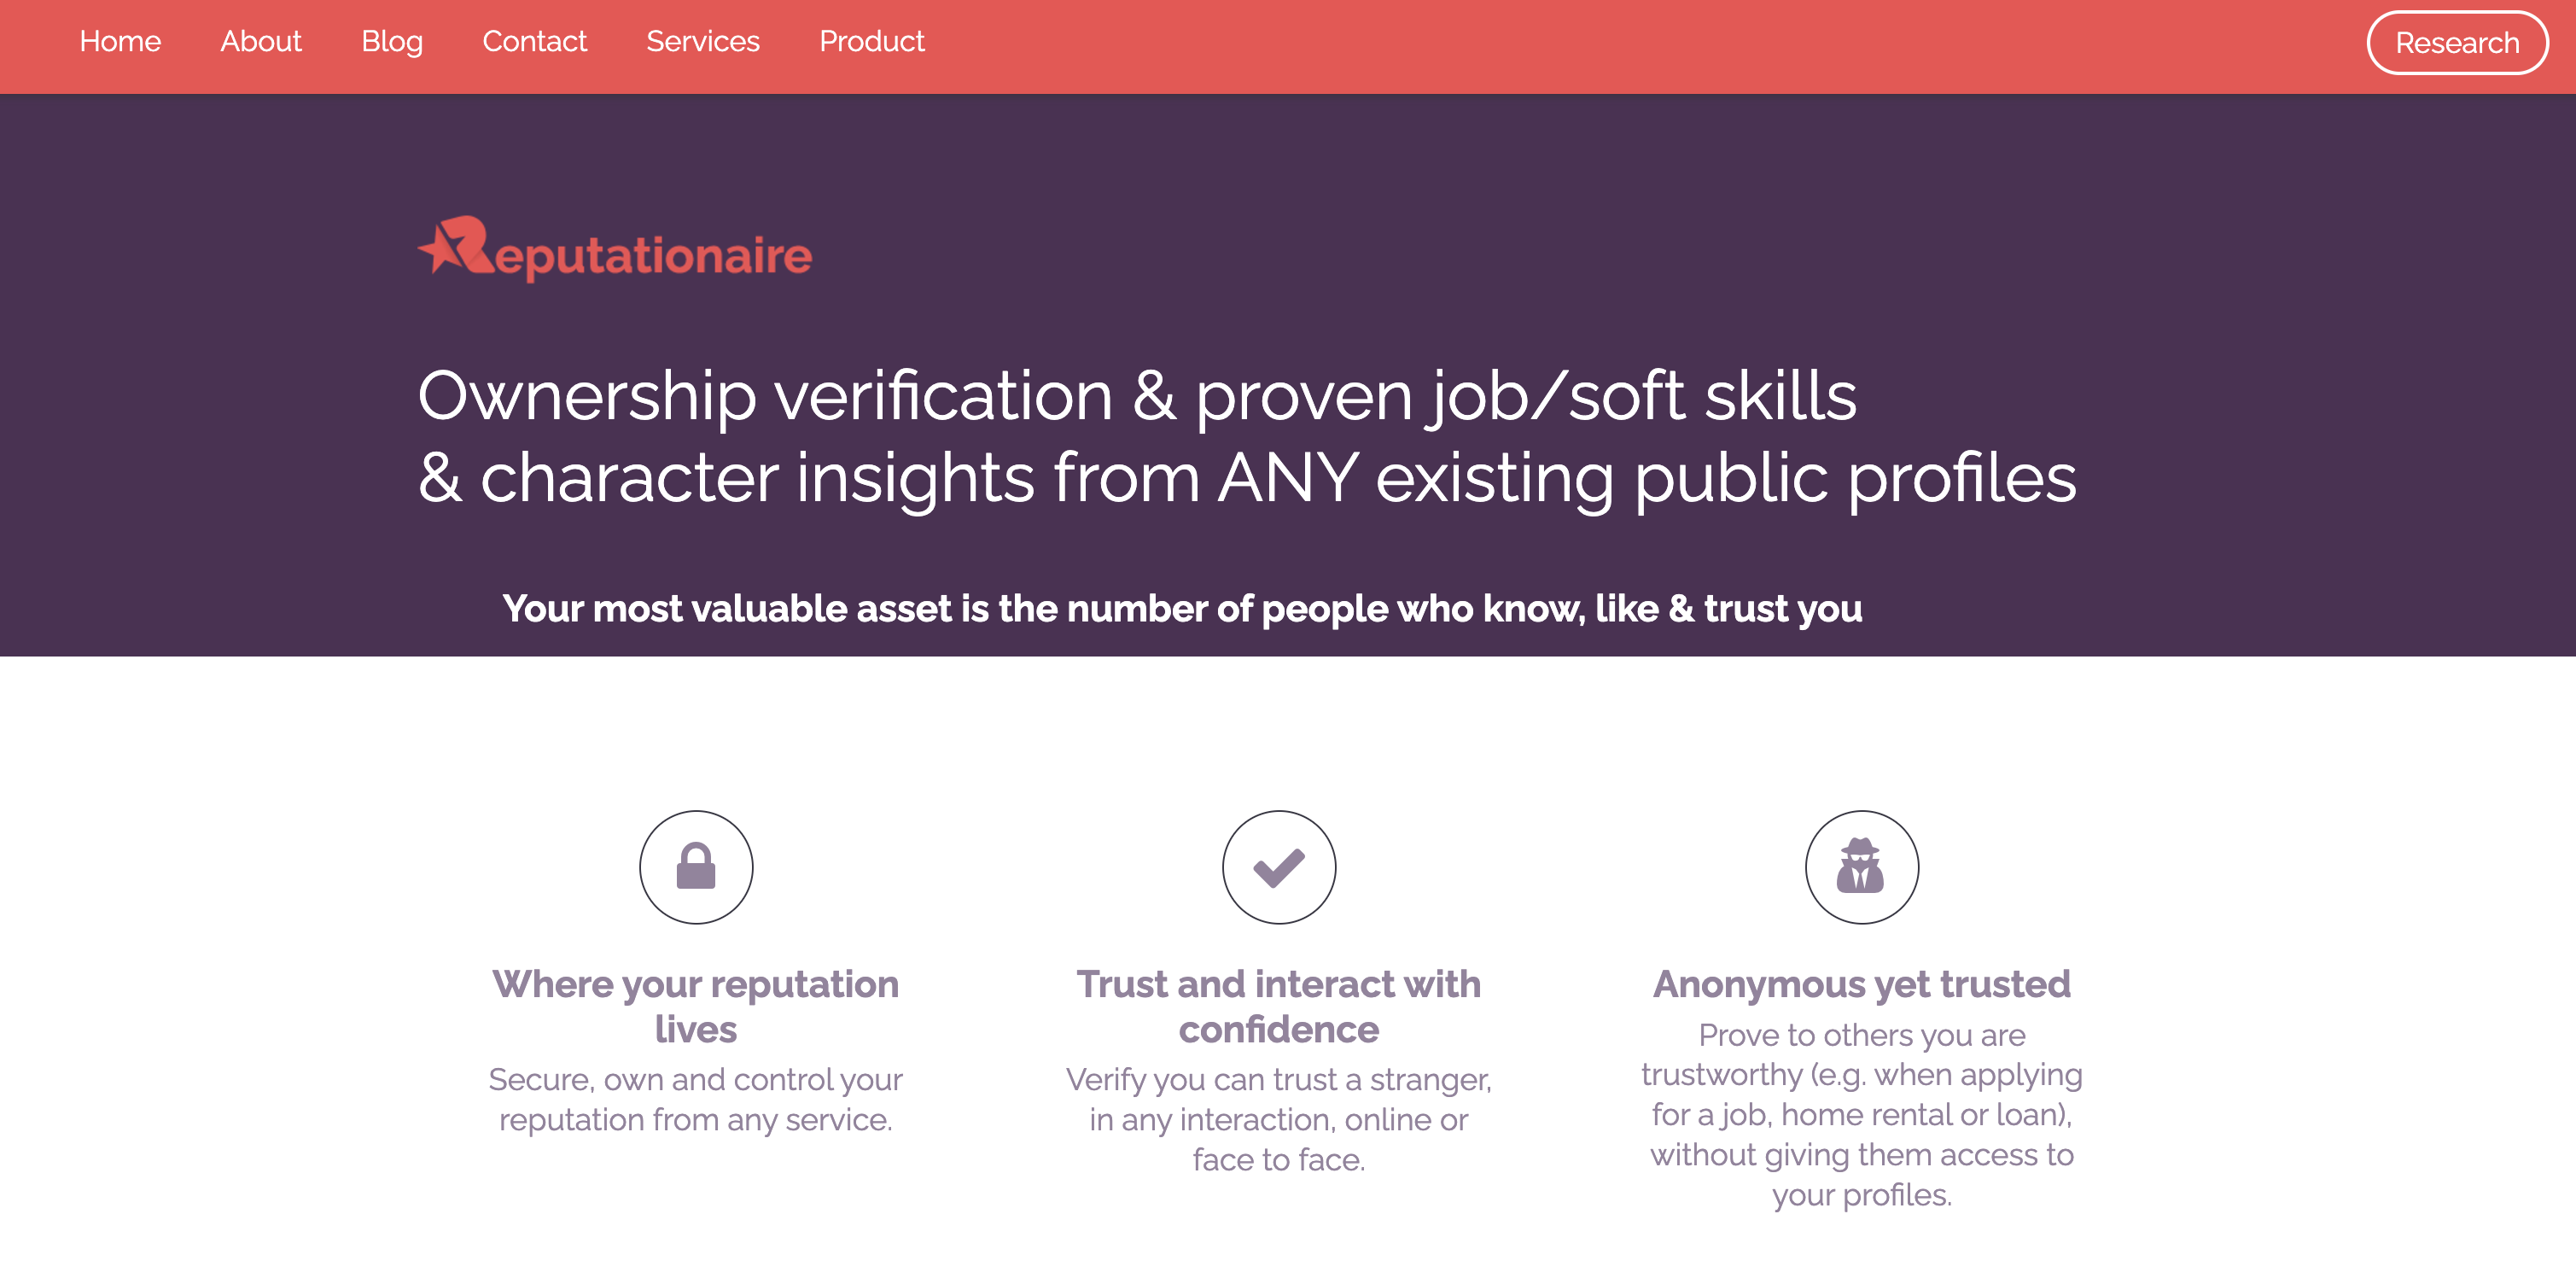 Home About Blog Contact Services Product Research
Reputationaire
Ownership verification & proven job/soft skills
& character insights from ANY existing public profiles
Your most valuable asset is the number of people who know, like & trust you
Where your reputation
lives
Secure, own and control your
reputation from any service.
Trust and interact with
confidence
Verify you can trust a stranger,
in any interaction, online or
face to face.
Anonymous yet trusted
Prove to others you are
trustworthy (e.g. when applying
for a job, home rental or loan),
without giving them access to
your profiles.